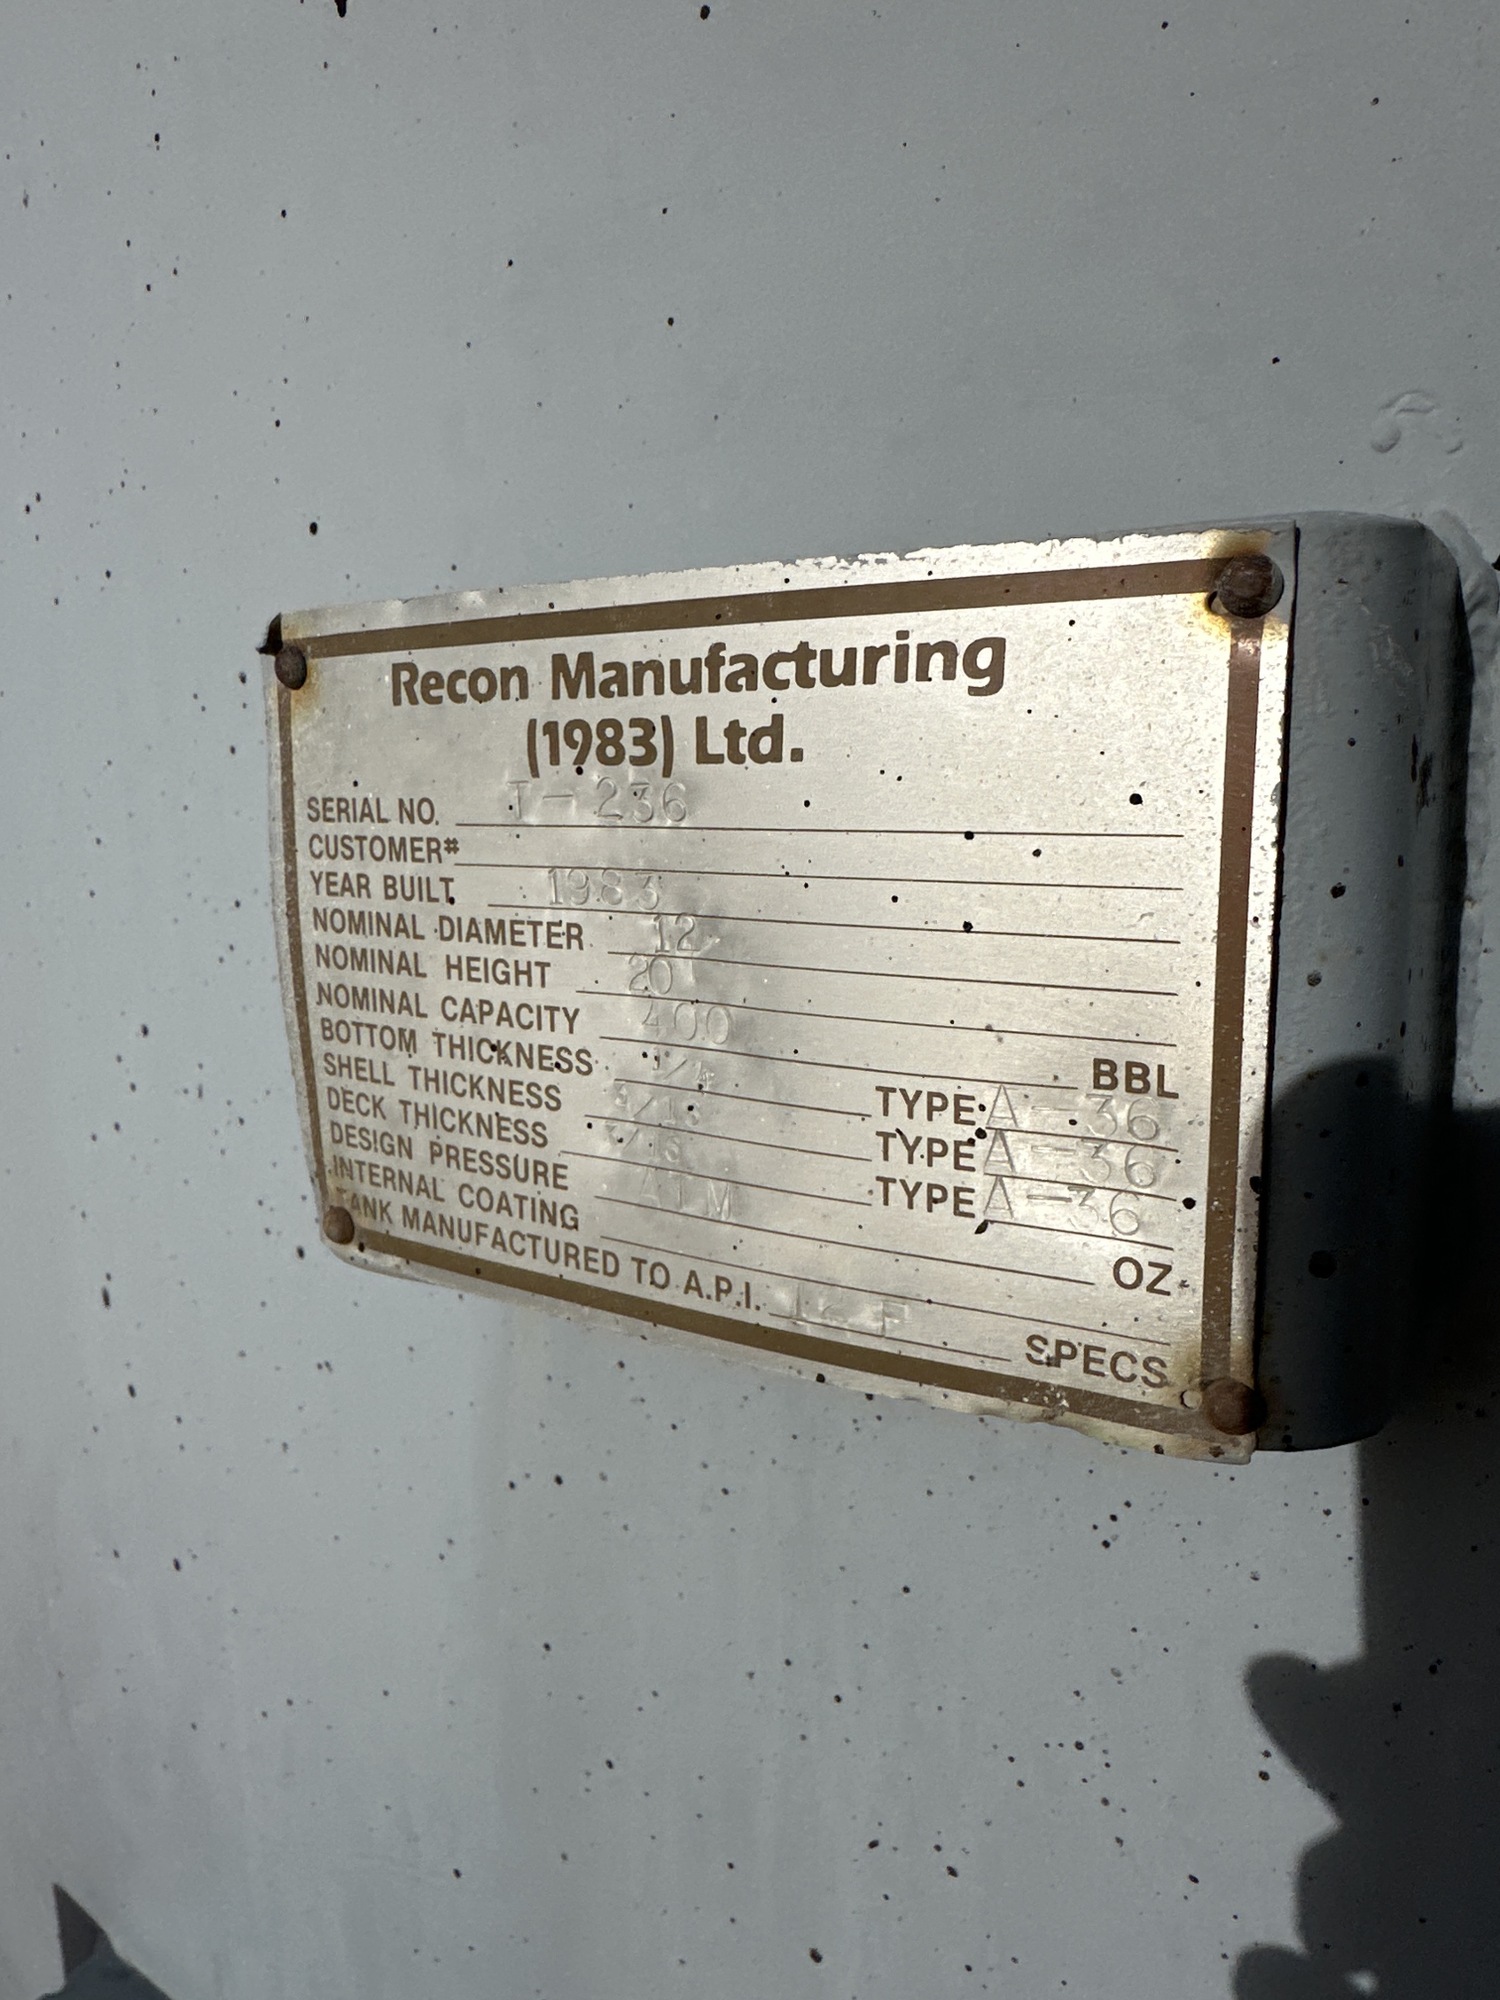 Recon Manufacturing
(1983) Ltd.
SERIAL NO. T-236
CUSTOMER#
YEAR BUILT 1983
NOMINAL DIAMETER 12'
NOMINAL HEIGHT 20'
NOMINAL CAPACITY 400 BBL
BOTTOM THICKNESS 1/4 TYPE A-36
SHELL THICKNESS 3/16 TYPE A-36
DECK THICKNESS 3/16 TYPE A-36
DESIGN PRESSURE ATM OZ
INTERNAL COATING
TANK MANUFACTURED TO A.P.I. 12 F SPECS